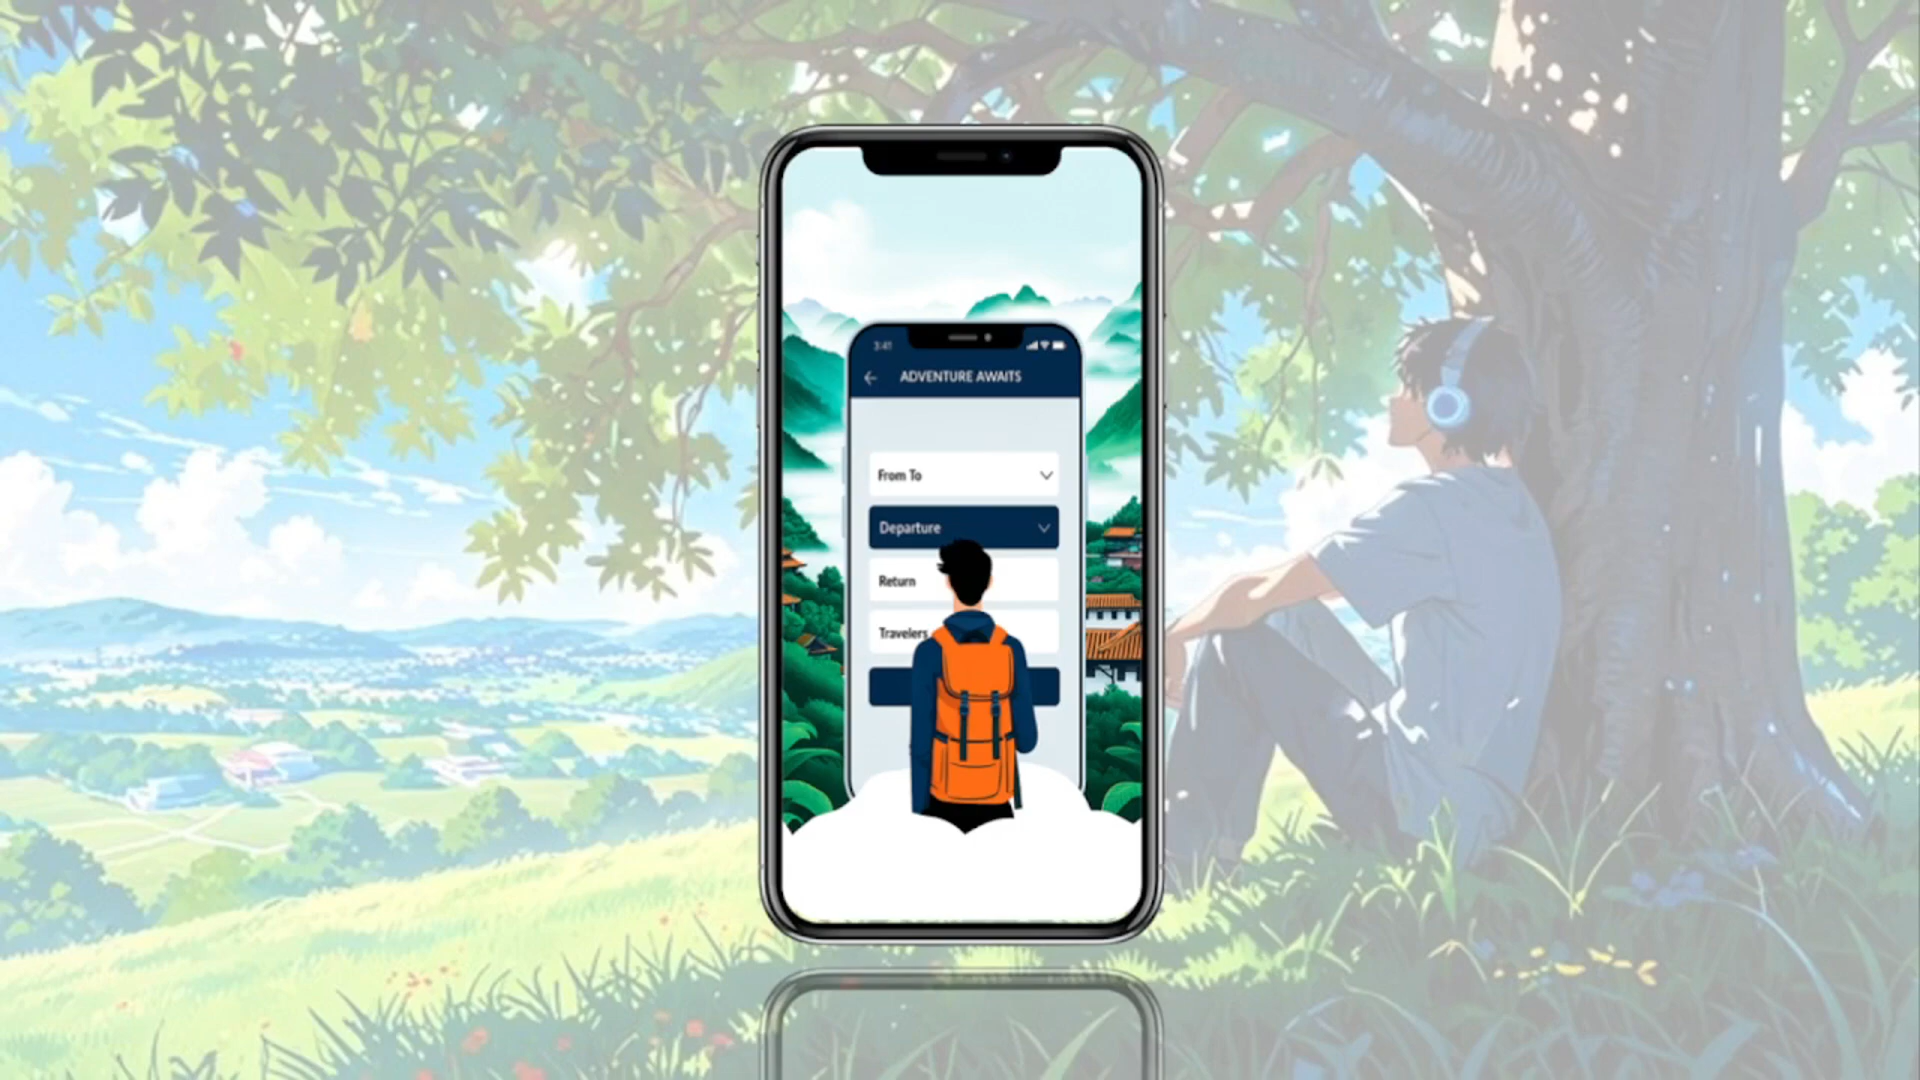 3:41
ADVENTURE AWAITS
From To
Departure
Return
Travelers